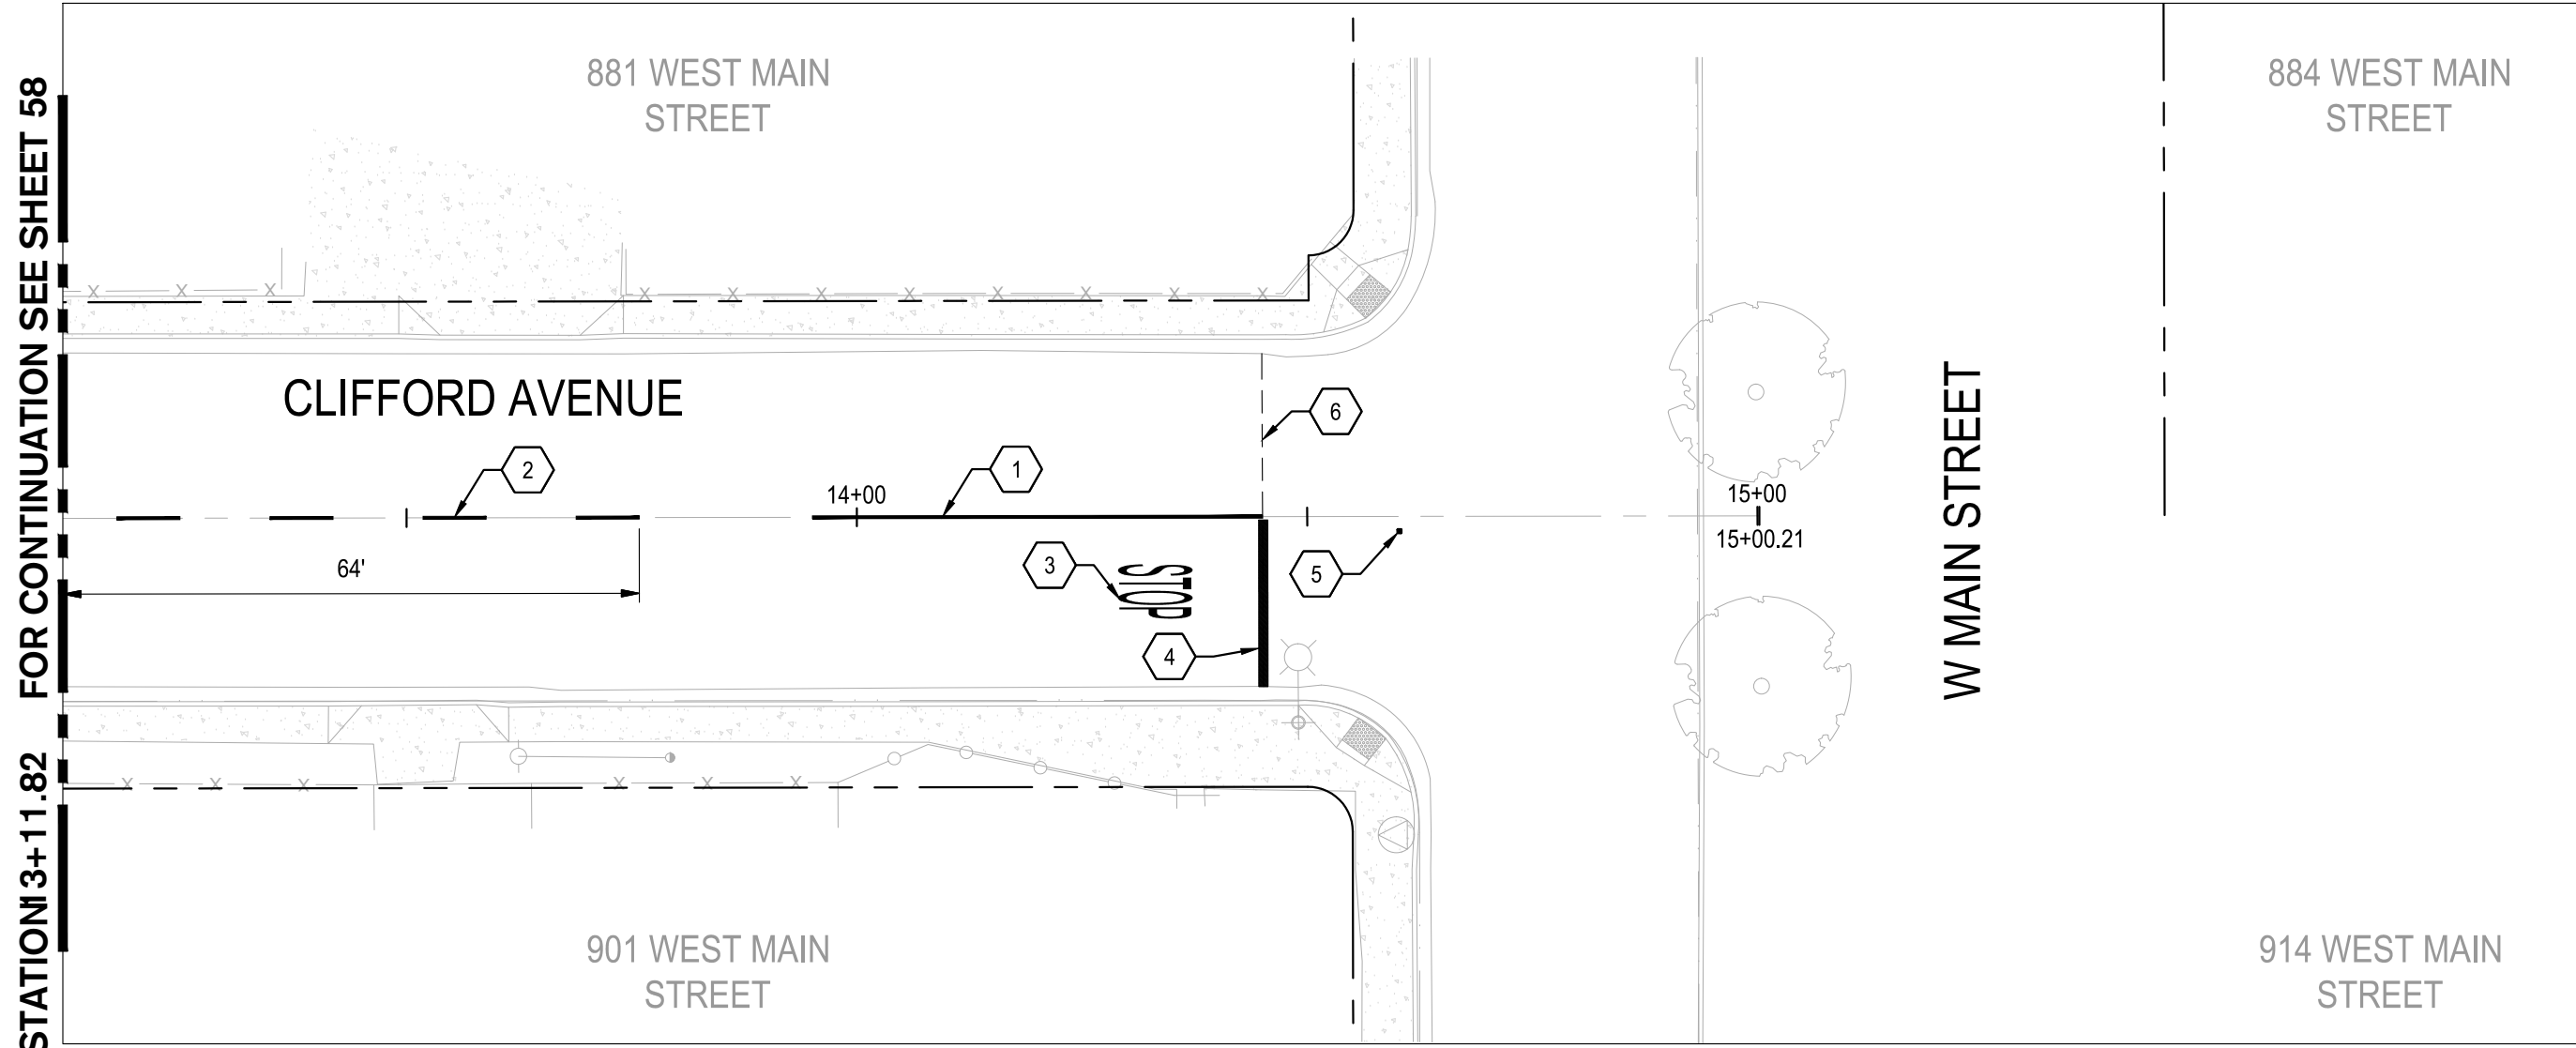 STATION 13+11.82 FOR CONTINUATION SEE SHEET 58
881 WEST MAIN
STREET
884 WEST MAIN
STREET
CLIFFORD AVENUE
W MAIN STREET
6
2
1
14+00
15+00
15+00.21
64'
3
STOP
5
4
X X X X X X X X X X X
X X X X X X
901 WEST MAIN
STREET
914 WEST MAIN
STREET